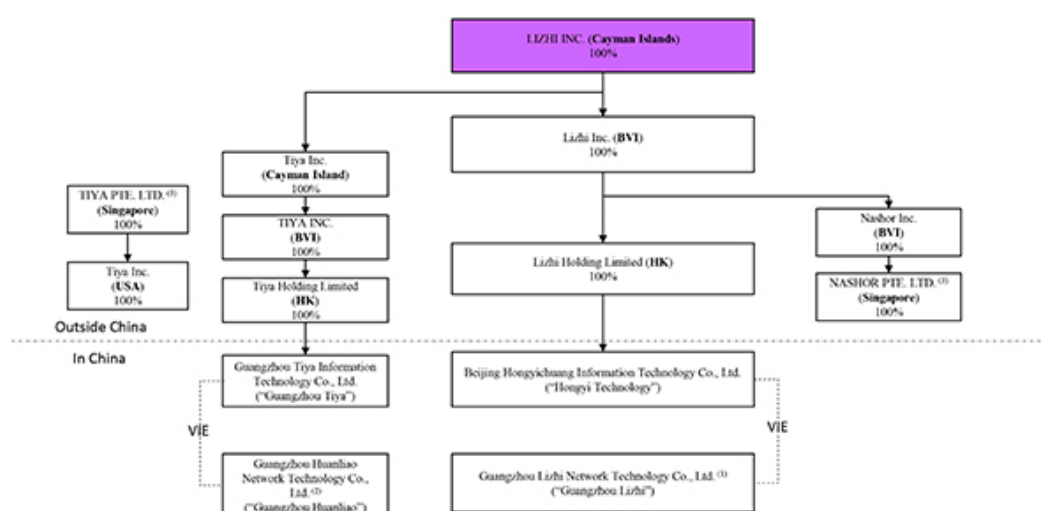 LIZHI INC. (Cayman Islands)
100%
Lizhi Inc. (BVI)
100%
Tiya Inc.
(Cayman Island)
100%
TIYA PTE. LTD. (3)
(Singapore)
100%
TIYA INC.
(BVI)
100%
Nashor Inc.
(BVI)
100%
Lizhi Holding Limited (HK)
100%
Tiya Inc.
(USA)
100%
Tiya Holding Limited
(HK)
100%
NASHOR PTE. LTD.
(Singapore)
100%
Outside China
In China
Guangzhou Tiya Information
Technology Co., Ltd.
("Guangzhou Tiya")
Beijing Hongyichuang Information Technology Co., Ltd.
("Hongyi Technology")
VIE
VIE
Guangzhou Huanliao
Network Technology Co.,
Ltd. (2)
("Guangzhou Huanliao")
Guangzhou Lizhi Network Technology Co., Ltd. (1)
("Guangzhou Lizhi")